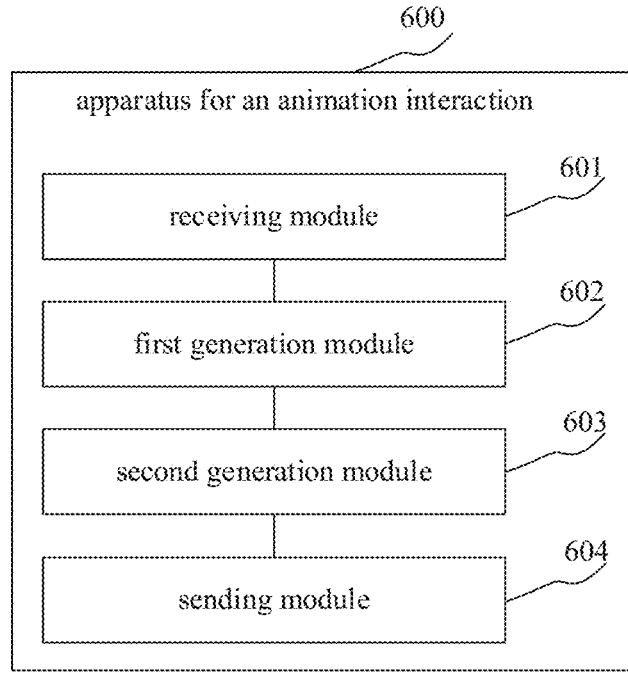 600
apparatus for an animation interaction
601
receiving module
602
first generation module
603
second generation module
604
sending module